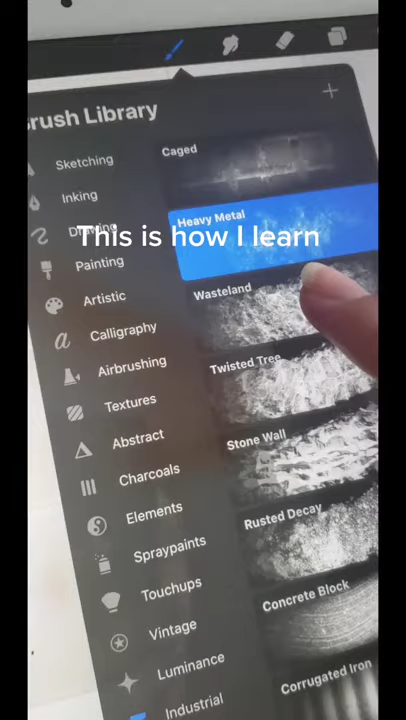 Brush Library
Sketching
Inking
Drawing
Painting
Artistic
Calligraphy
Airbrushing
Textures
Abstract
Charcoals
Elements
Spraypaints
Touchups
Vintage
Luminance
Industrial
Caged
Heavy Metal
Wasteland
Twisted Tree
Stone Wall
Rusted Decay
Concrete Block
Corrugated Iron
This is how I learn